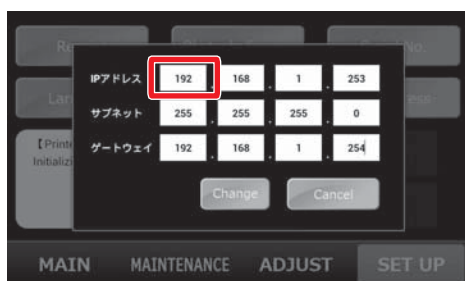 IPアドレス 192 . 168 . 1 . 253
サブネット 255 . 255 . 255 . 0
ゲートウェイ 192 . 168 . 1 . 254
Change Cancel
MAIN MAINTENANCE ADJUST SET UP